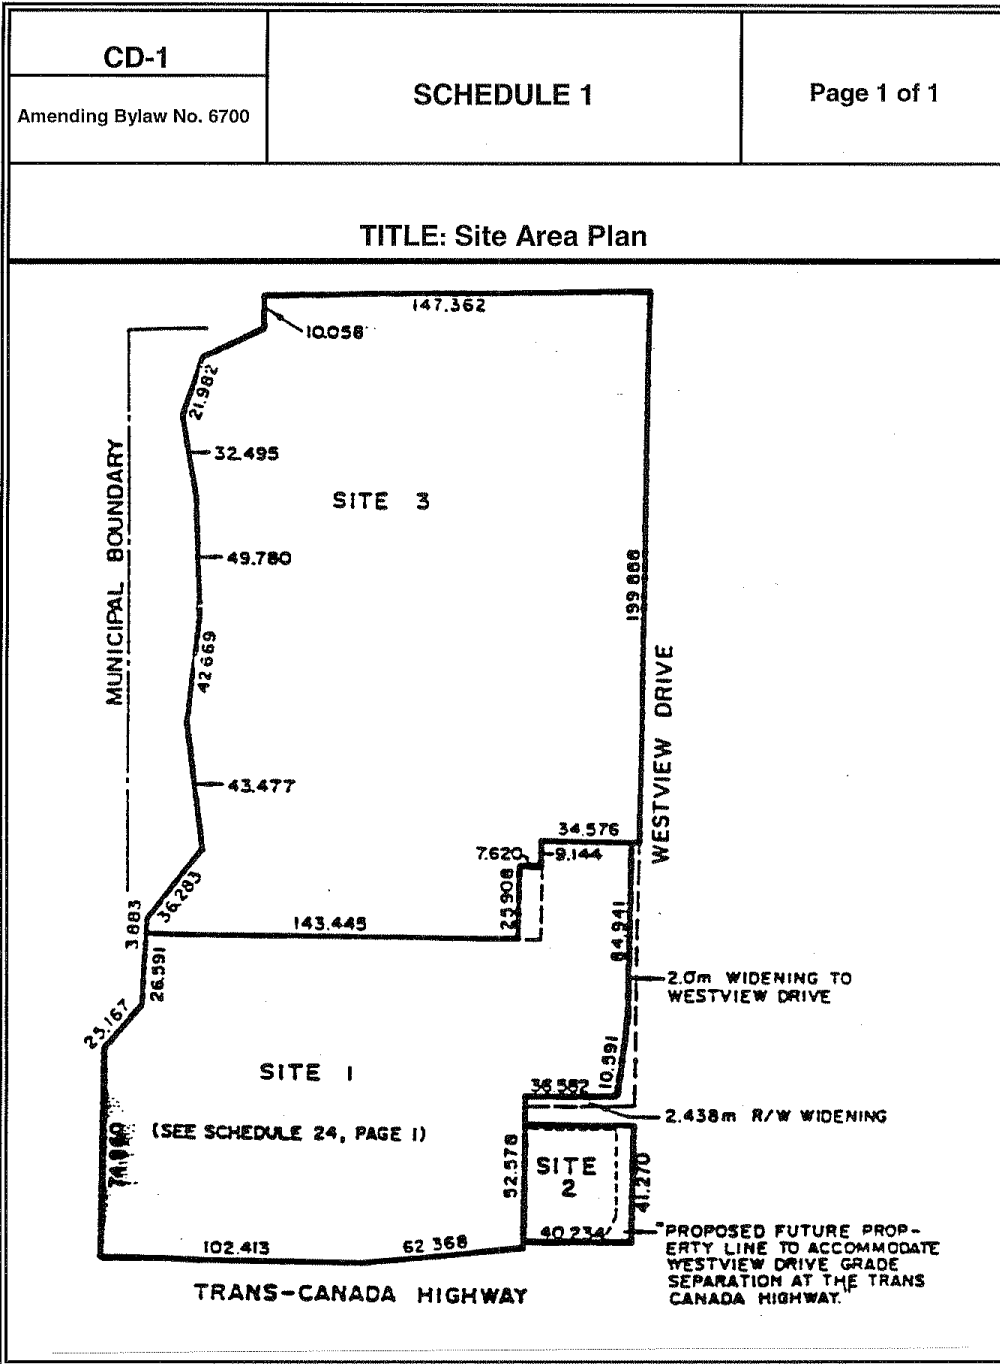 CD-1
Amending Bylaw No. 6700
SCHEDULE 1
Page 1 of 1
TITLE: Site Area Plan
147.362
10.058
21.982
32.495
MUNICIPAL BOUNDARY
SITE 3
49.780
199.888
42.669
WESTVIEW DRIVE
43.477
34.576
7.620
9.144
36.283
25.908
3.883
143.445
84.941
26.591
2.0m WIDENING TO
WESTVIEW DRIVE
25.167
SITE 1
10.591
36.582
2.438m R/W WIDENING
(SEE SCHEDULE 24, PAGE 1)
52.578
SITE
2
41.270
40.234
"PROPOSED FUTURE PROP-
ERTY LINE TO ACCOMMODATE
WESTVIEW DRIVE GRADE
SEPARATION AT THE TRANS
CANADA HIGHWAY."
102.413
62.368
TRANS-CANADA HIGHWAY